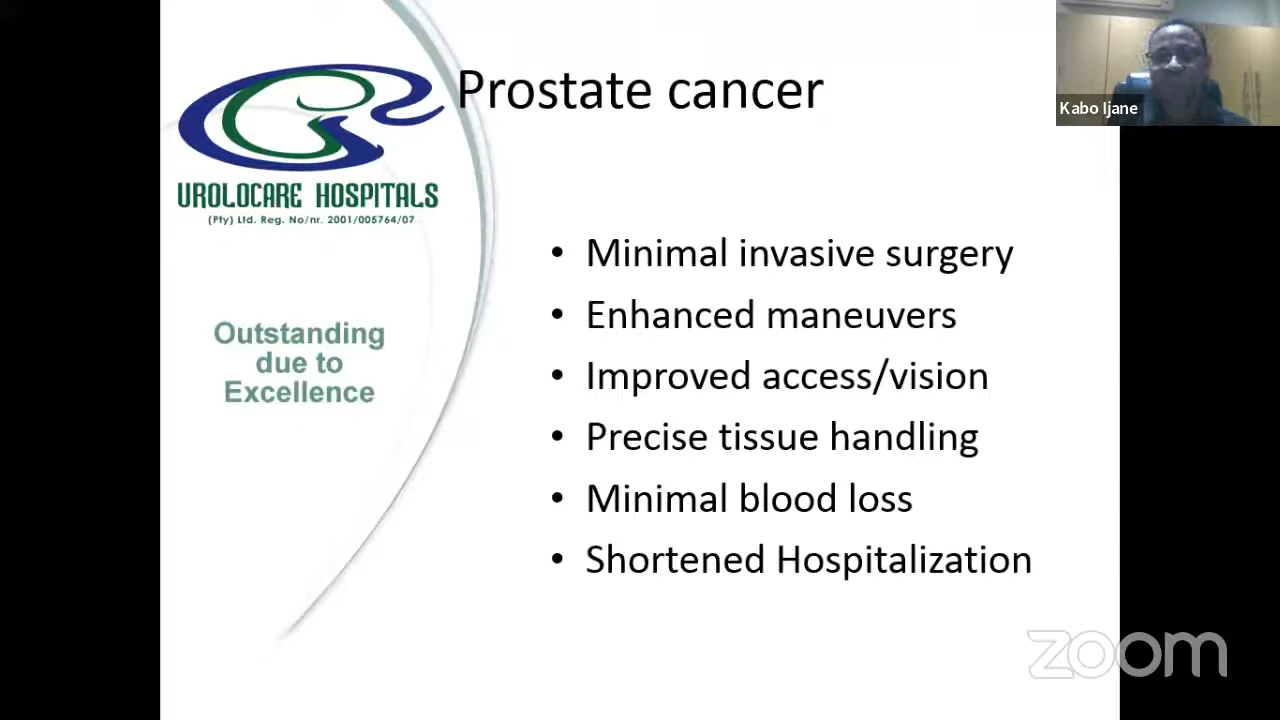 Prostate cancer
UROLOCARE HOSPITALS
(Pty) Ltd. Reg. No/nr. 2001/005764/07
Outstanding
due to
Excellence
• Minimal invasive surgery
• Enhanced maneuvers
• Improved access/vision
• Precise tissue handling
• Minimal blood loss
• Shortened Hospitalization
Kabo Ijane
zoom